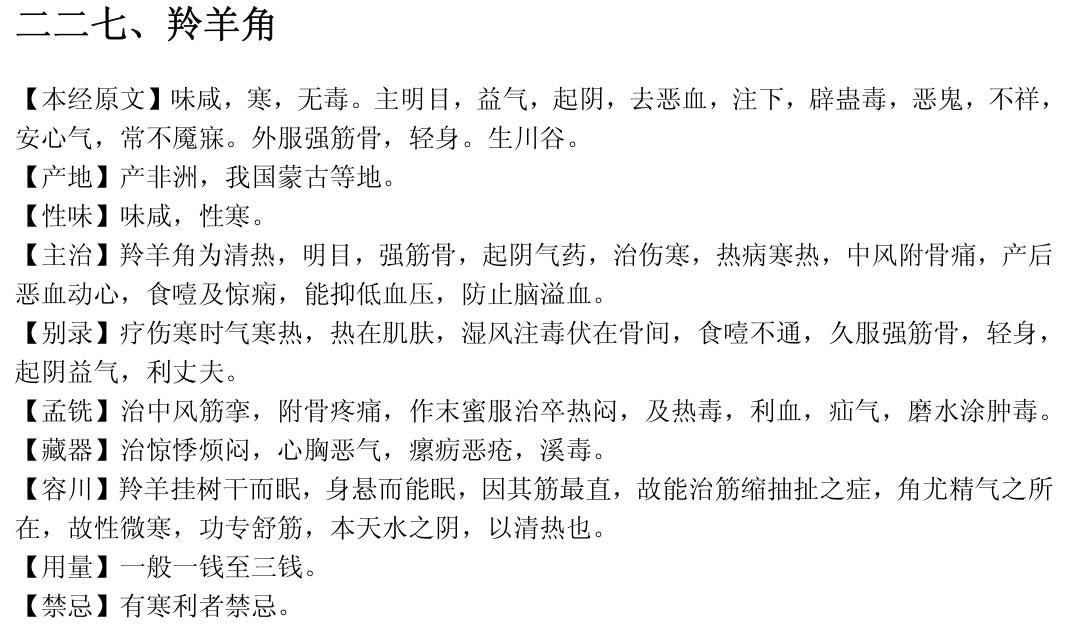 二二七、羚羊角
【本经原文】味咸，寒，无毒。主明目，益气，起阴，去恶血，注下，辟蛊毒，恶鬼，不祥，
安心气，常不魇寐。外服强筋骨，轻身。生川谷。
【产地】产非洲，我国蒙古等地。
【性味】味咸，性寒。
【主治】羚羊角为清热，明目，强筋骨，起阴气药，治伤寒，热病寒热，中风附骨痛，产后
恶血动心，食噎及惊痫，能抑低血压，防止脑溢血。
【别录】疗伤寒时气寒热，热在肌肤，湿风注毒伏在骨间，食噎不通，久服强筋骨，轻身，
起阴益气，利丈夫。
【孟铣】治中风筋挛，附骨疼痛，作末蜜服治卒热闷，及热毒，利血，疝气，磨水涂肿毒。
【藏器】治惊悸烦闷，心胸恶气，瘰疬恶疮，溪毒。
【容川】羚羊挂树干而眠，身悬而能眠，因其筋最直，故能治筋缩抽扯之症，角尤精气之所
在，故性微寒，功专舒筋，本天水之阴，以清热也。
【用量】一般一钱至三钱。
【禁忌】有寒利者禁忌。